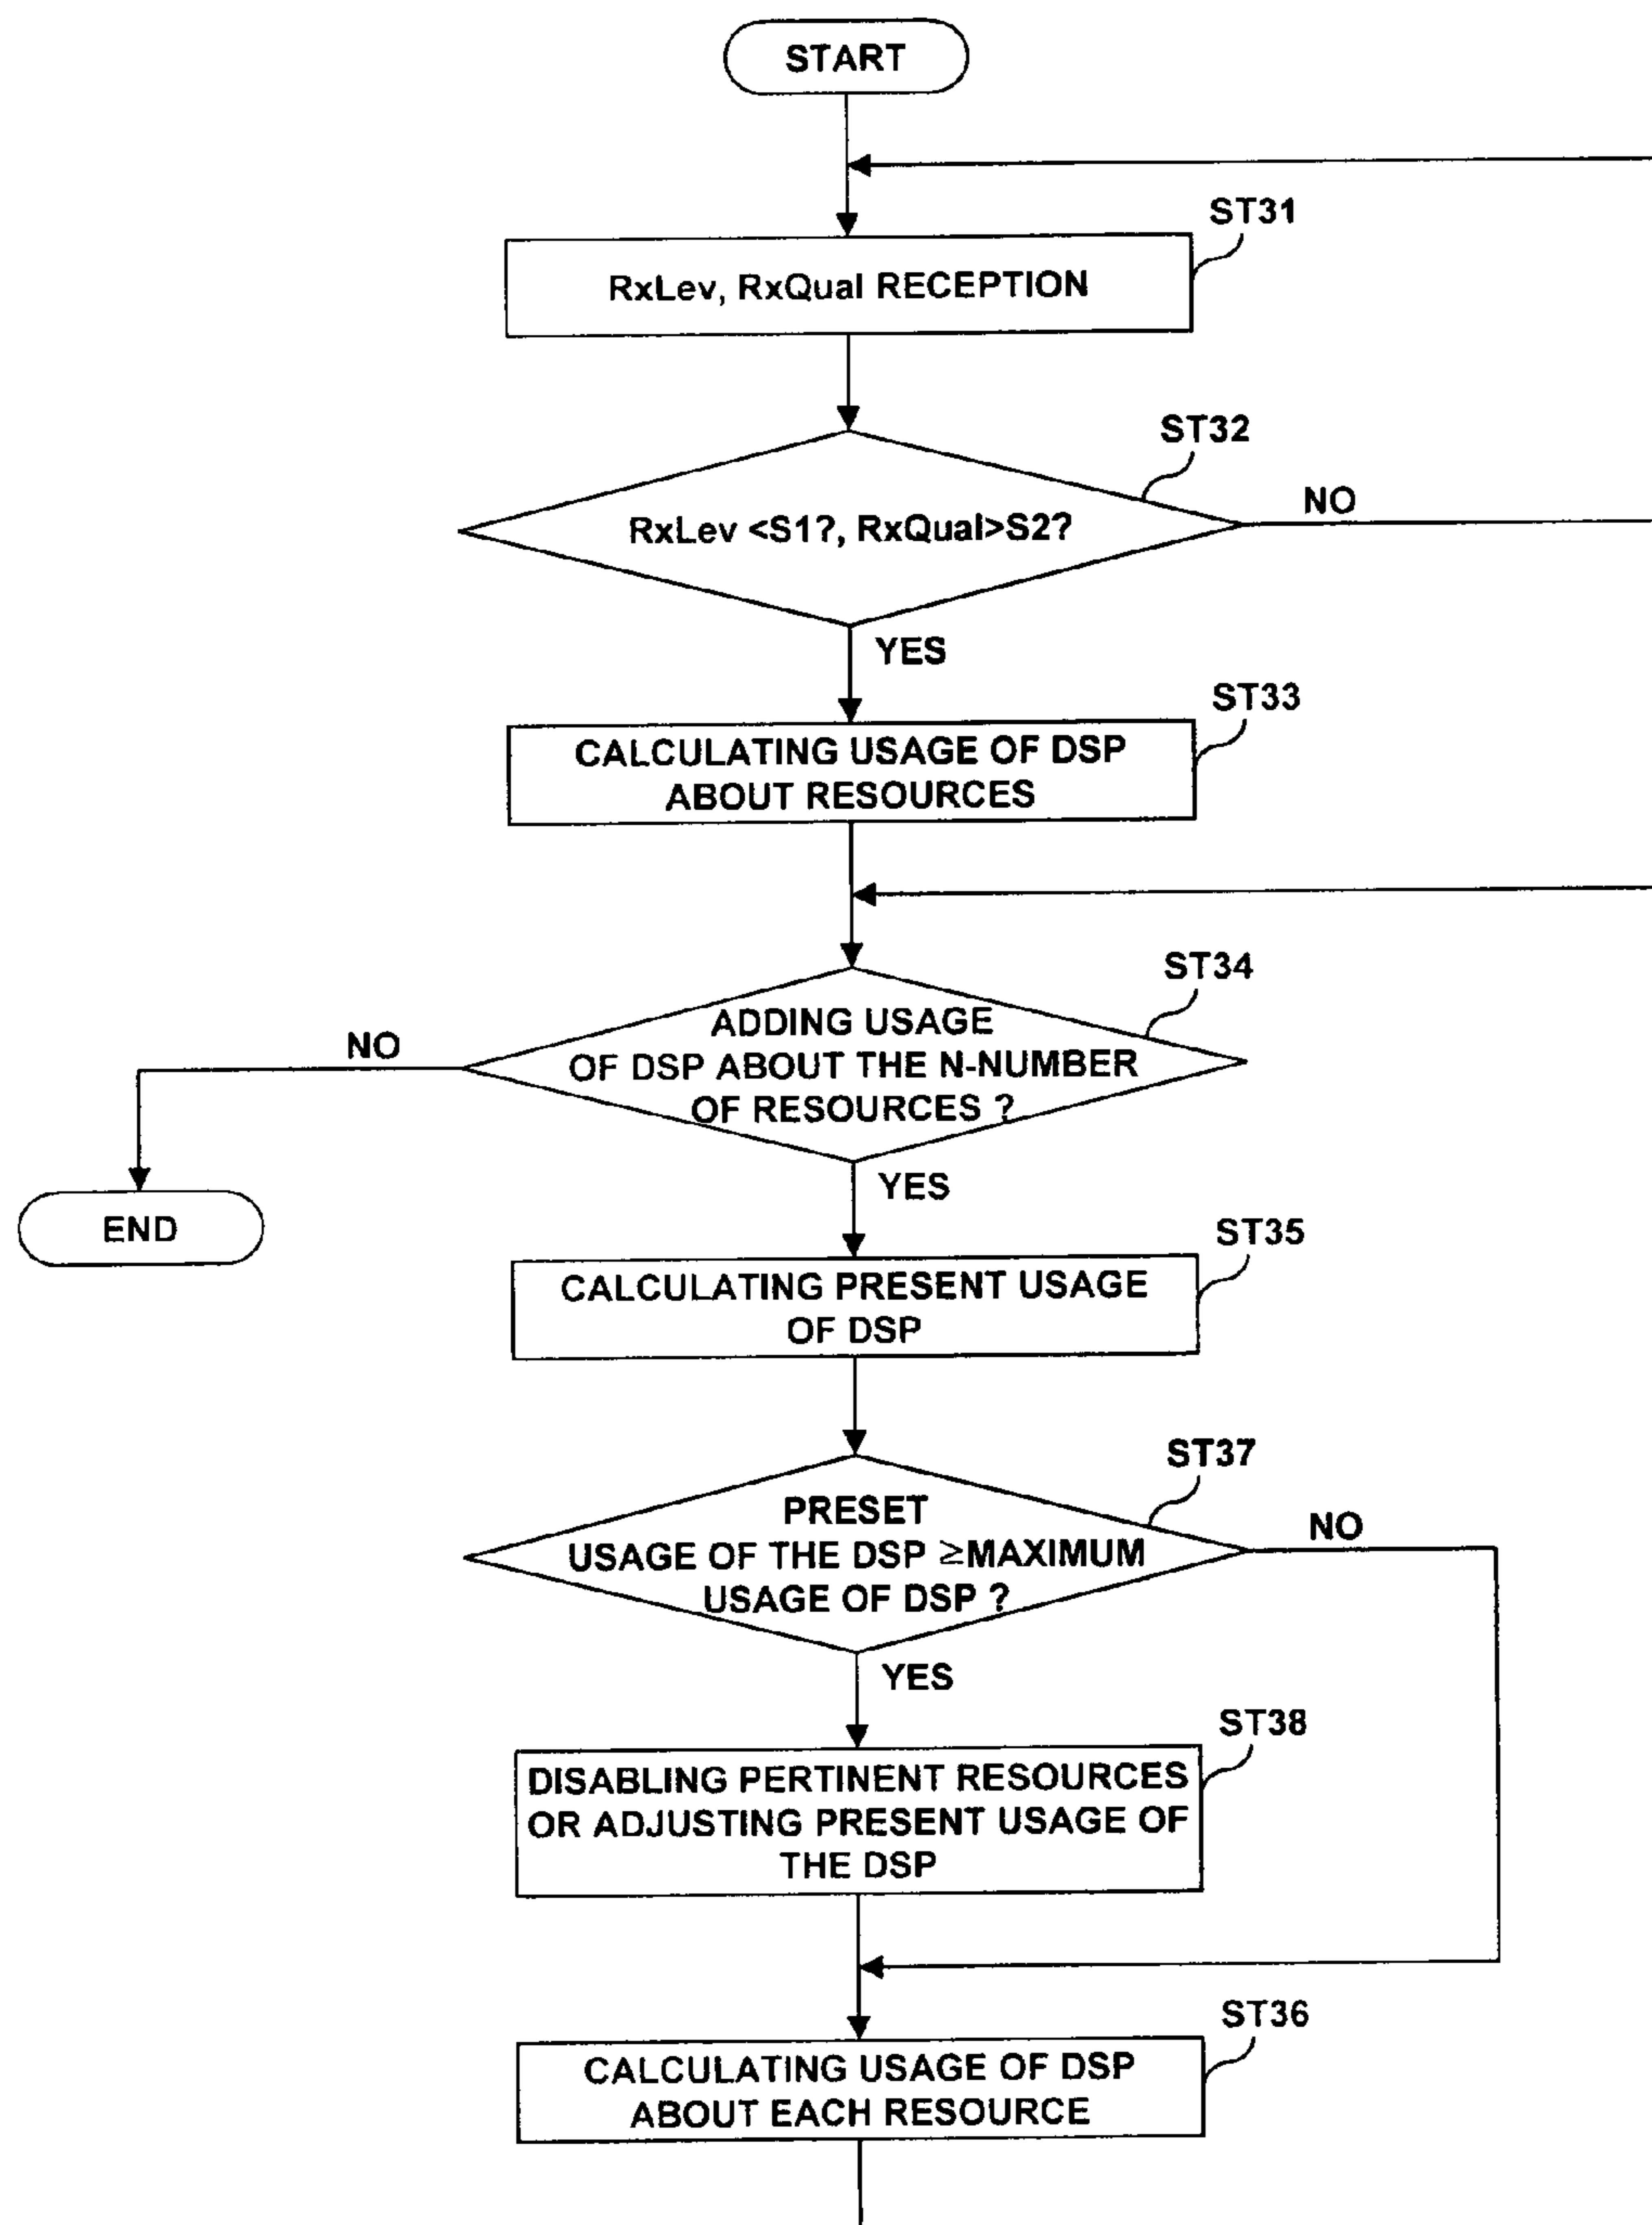 START
ST31
RxLev, RxQual RECEPTION
ST32
RxLev <S1?, RxQual>S2?
NO
YES
ST33
CALCULATING USAGE OF DSP
ABOUT RESOURCES
ST34
ADDING USAGE
OF DSP ABOUT THE N-NUMBER
OF RESOURCES ?
NO
END
YES
ST35
CALCULATING PRESENT USAGE
OF DSP
ST37
PRESET
USAGE OF THE DSP ≥MAXIMUM
USAGE OF DSP ?
NO
YES
ST38
DISABLING PERTINENT RESOURCES
OR ADJUSTING PRESENT USAGE OF
THE DSP
ST36
CALCULATING USAGE OF DSP
ABOUT EACH RESOURCE